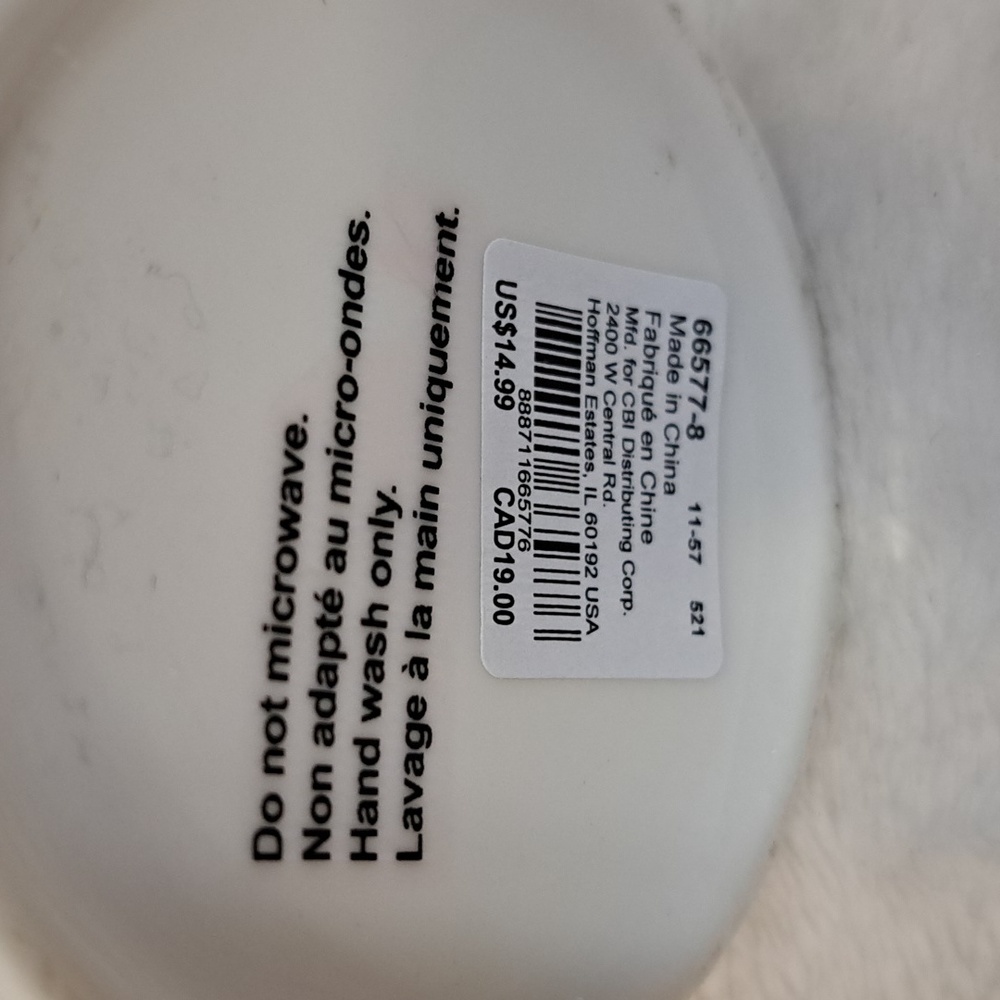 Do not microwave.
Non adapté au micro-ondes.
Hand wash only.
Lavage à la main uniquement.
66577-8 11-57 521
Made in China
Fabriqué en Chine
Mfd. for CBI Distributing Corp.
2400 W Central Rd.
Hoffman Estates, IL 60192 USA
888711665776
US$14.99 CAD19.00